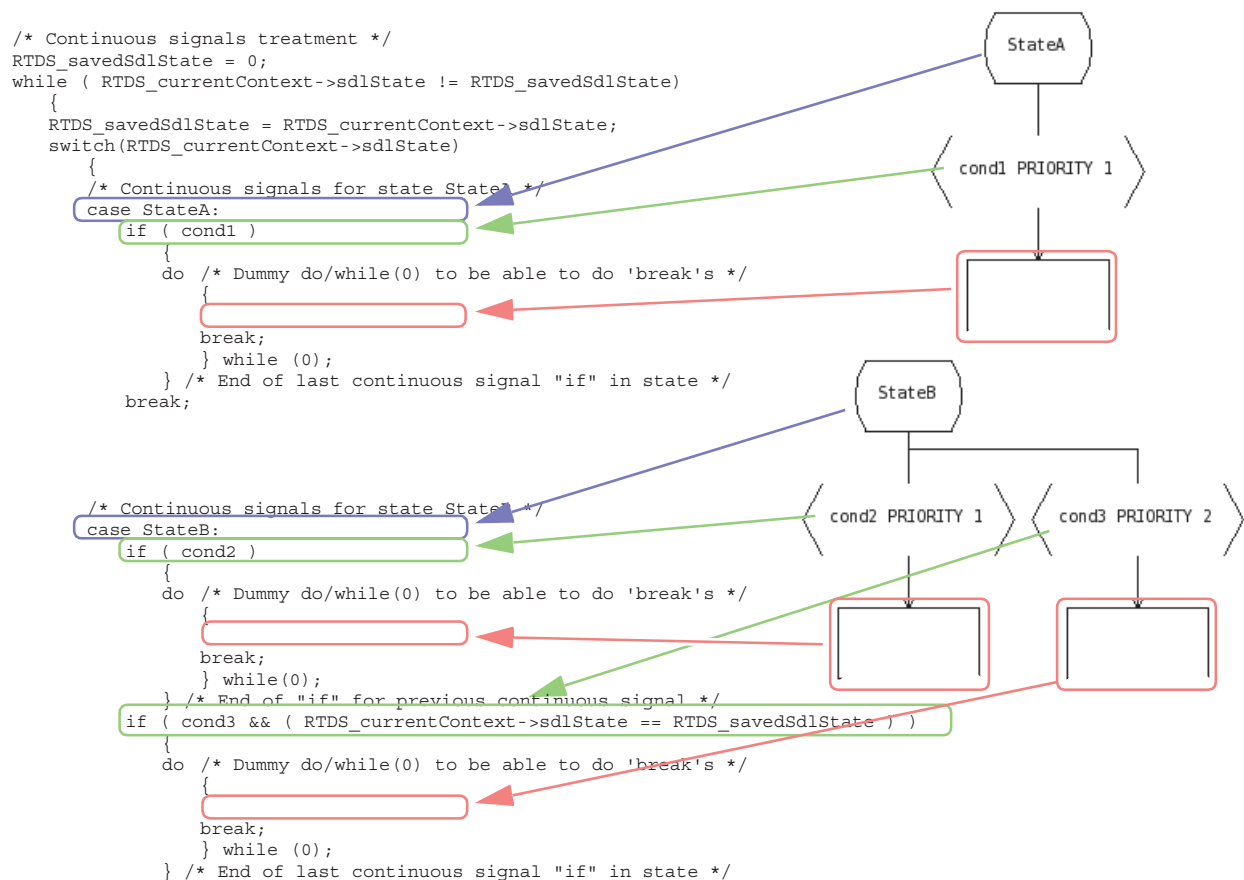 /* Continuous signals treatment */
RTDS_savedSdlState = 0;
while ( RTDS_currentContext->sdlState != RTDS_savedSdlState)
{
RTDS_savedSdlState = RTDS_currentContext->sdlState;
switch(RTDS_currentContext->sdlState)
{
/* Continuous signals for state StateA */
case StateA:
if ( cond1 )
{
do /* Dummy do/while(0) to be able to do 'break's */
{
break;
} while (0);
} /* End of last continuous signal "if" in state */
break;
/* Continuous signals for state StateB */
case StateB:
if ( cond2 )
{
do /* Dummy do/while(0) to be able to do 'break's */
{
break;
} while(0);
} /* End of "if" for previous continuous signal */
if ( cond3 && ( RTDS_currentContext->sdlState == RTDS_savedSdlState ) )
{
do /* Dummy do/while(0) to be able to do 'break's */
{
break;
} while (0);
} /* End of last continuous signal "if" in state */
StateA
cond1 PRIORITY 1
StateB
cond2 PRIORITY 1
cond3 PRIORITY 2